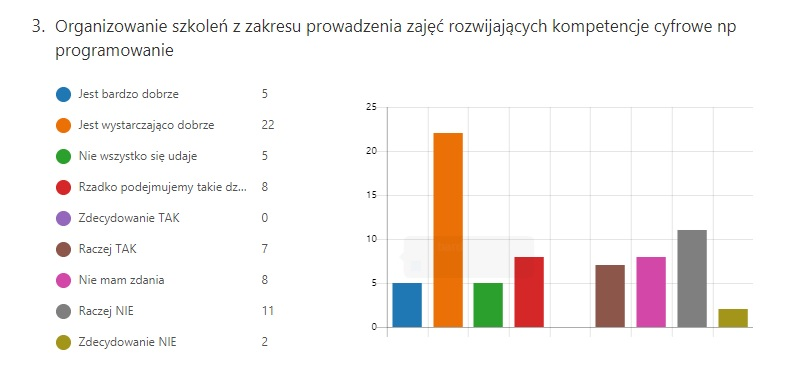 3. Organizowanie szkoleń z zakresu prowadzenia zajęć rozwijających kompetencje cyfrowe np
programowanie
Jest bardzo dobrze 5
Jest wystarczająco dobrze 22
Nie wszystko się udaje 5
Rzadko podejmujemy takie dz... 8
Zdecydowanie TAK 0
Raczej TAK 7
Nie mam zdania 8
Raczej NIE 11
Zdecydowanie NIE 2
25
20
15
10
5
0